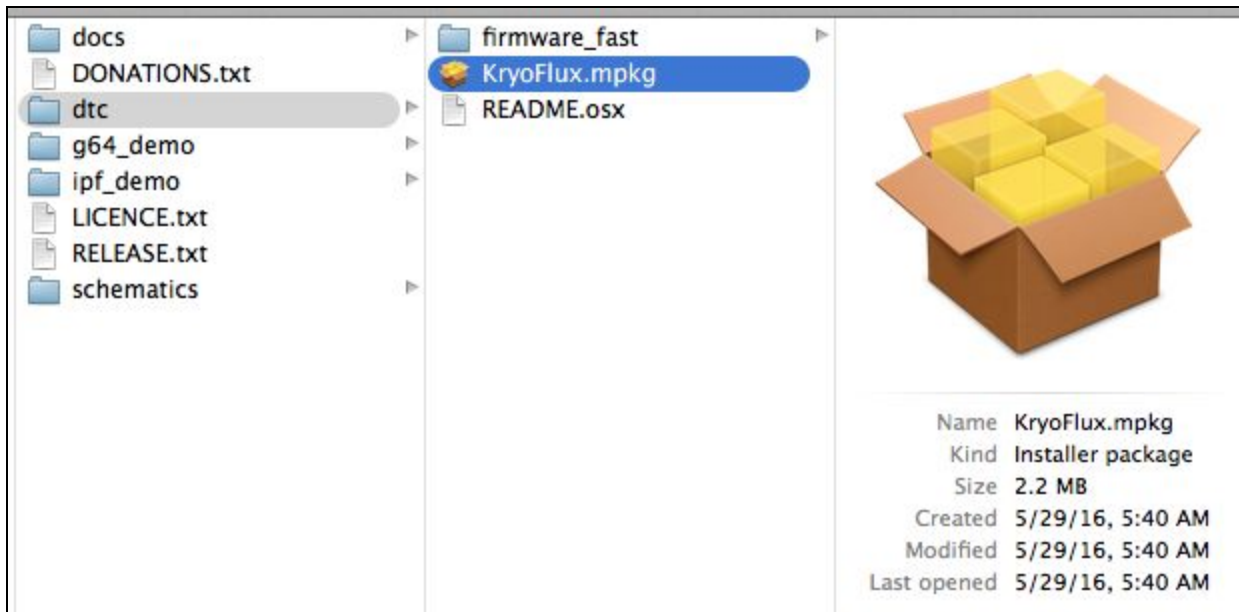 docs
DONATIONS.txt
dtc
g64_demo
ipf_demo
LICENCE.txt
RELEASE.txt
schematics
firmware_fast
KryoFlux.mpkg
README.osx
Name KryoFlux.mpkg
Kind Installer package
Size 2.2 MB
Created 5/29/16, 5:40 AM
Modified 5/29/16, 5:40 AM
Last opened 5/29/16, 5:40 AM